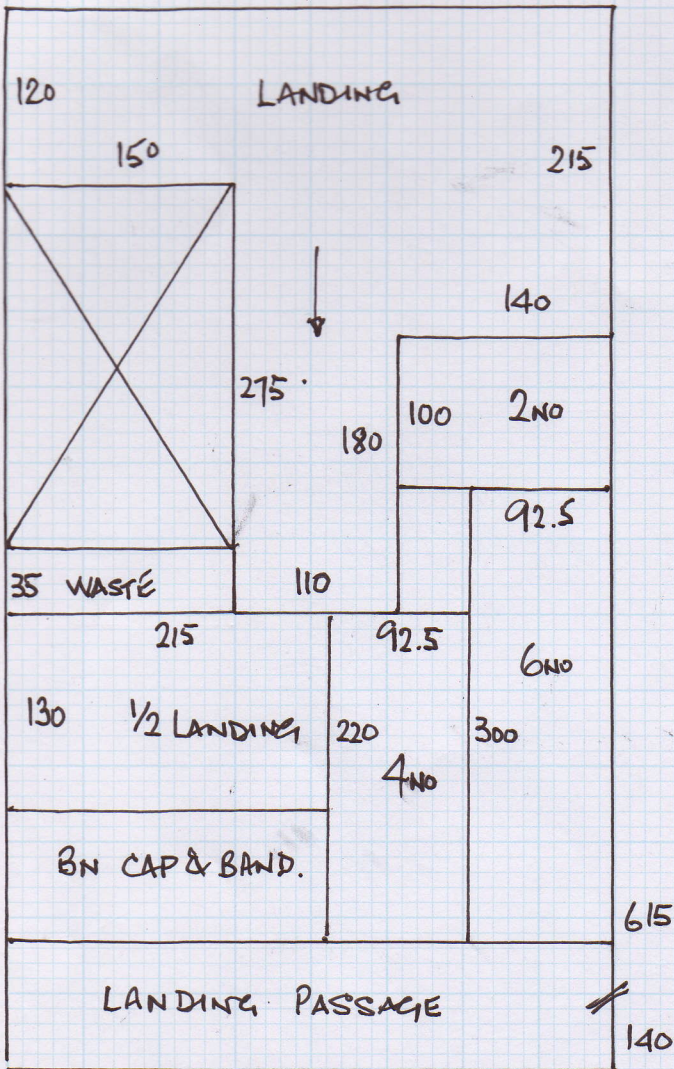 120 LANDING
150
215
140
275
180
100 2NO
92.5
35 WASTE
110
215
92.5
6NO
130 1/2 LANDING
220
300
4NO
BN CAP & BAND.
615
LANDING PASSAGE
140